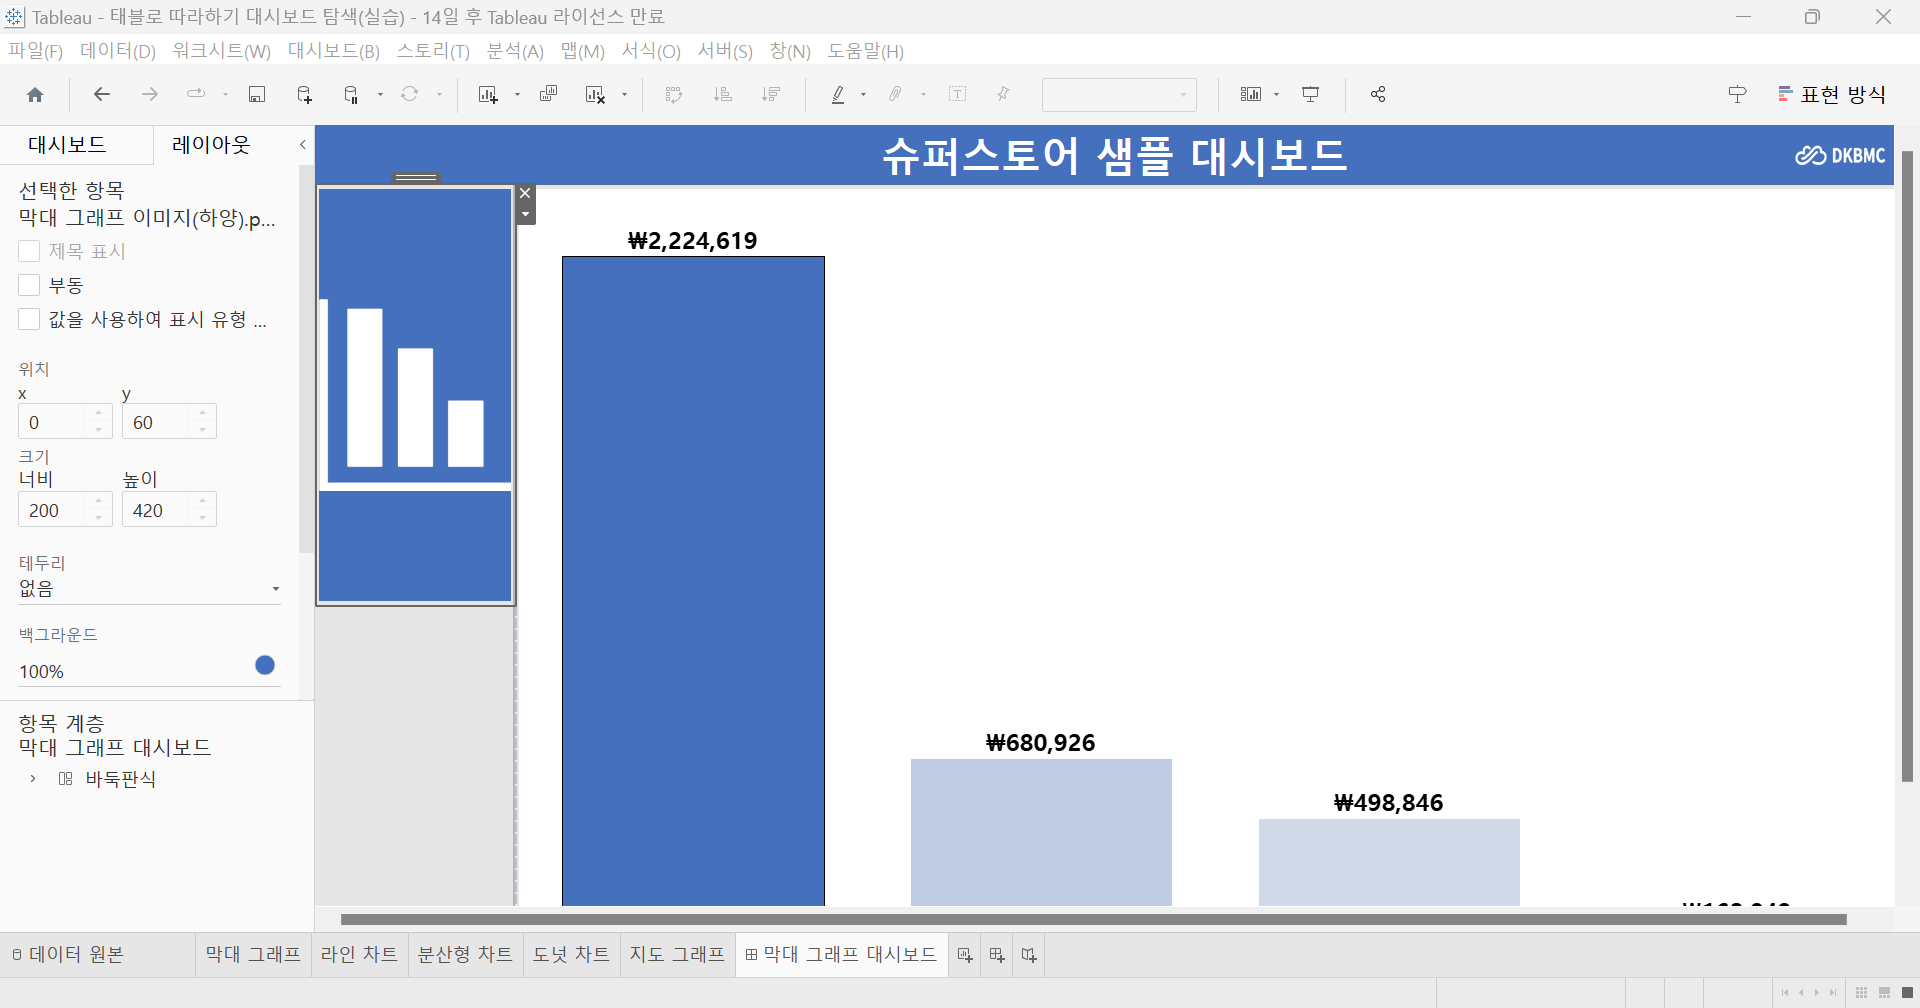 Tableau - 태블로 따라하기 대시보드 탐색(실습) - 14일 후 Tableau 라이선스 만료
파일(F) 데이터(D) 워크시트(W) 대시보드(B) 스토리(T) 분석(A) 맵(M) 서식(O) 서버(S) 창(N) 도움말(H)
표현 방식
대시보드 레이아웃
슈퍼스토어 샘플 대시보드
DKBMC
선택한 항목
막대 그래프 이미지(하양).p...
제목 표시
부동
값을 사용하여 표시 유형 ...
위치
x y
0 60
크기
너비 높이
200 420
테두리
없음
백그라운드
100%
항목 계층
막대 그래프 대시보드
바둑판식
₩2,224,619
₩680,926
₩498,846
데이터 원본 막대 그래프 라인 차트 분산형 차트 도넛 차트 지도 그래프 막대 그래프 대시보드